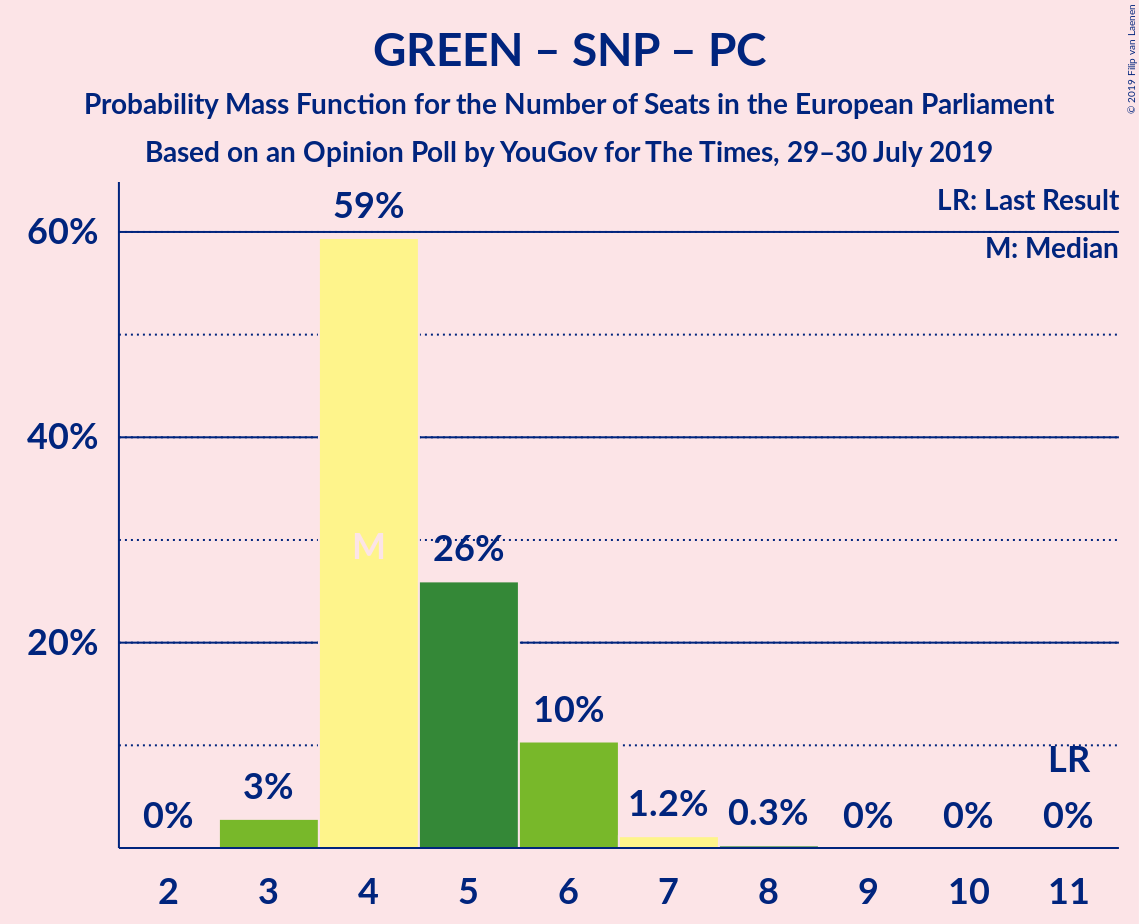 GREEN – SNP – PC
Probability Mass Function for the Number of Seats in the European Parliament
Based on an Opinion Poll by YouGov for The Times, 29–30 July 2019
© 2019 Filip van Laenen
LR: Last Result
M: Median
60%
40%
20%
0%
3%
59%
M
26%
10%
1.2%
0.3%
0%
0%
LR
0%
2 3 4 5 6 7 8 9 10 11